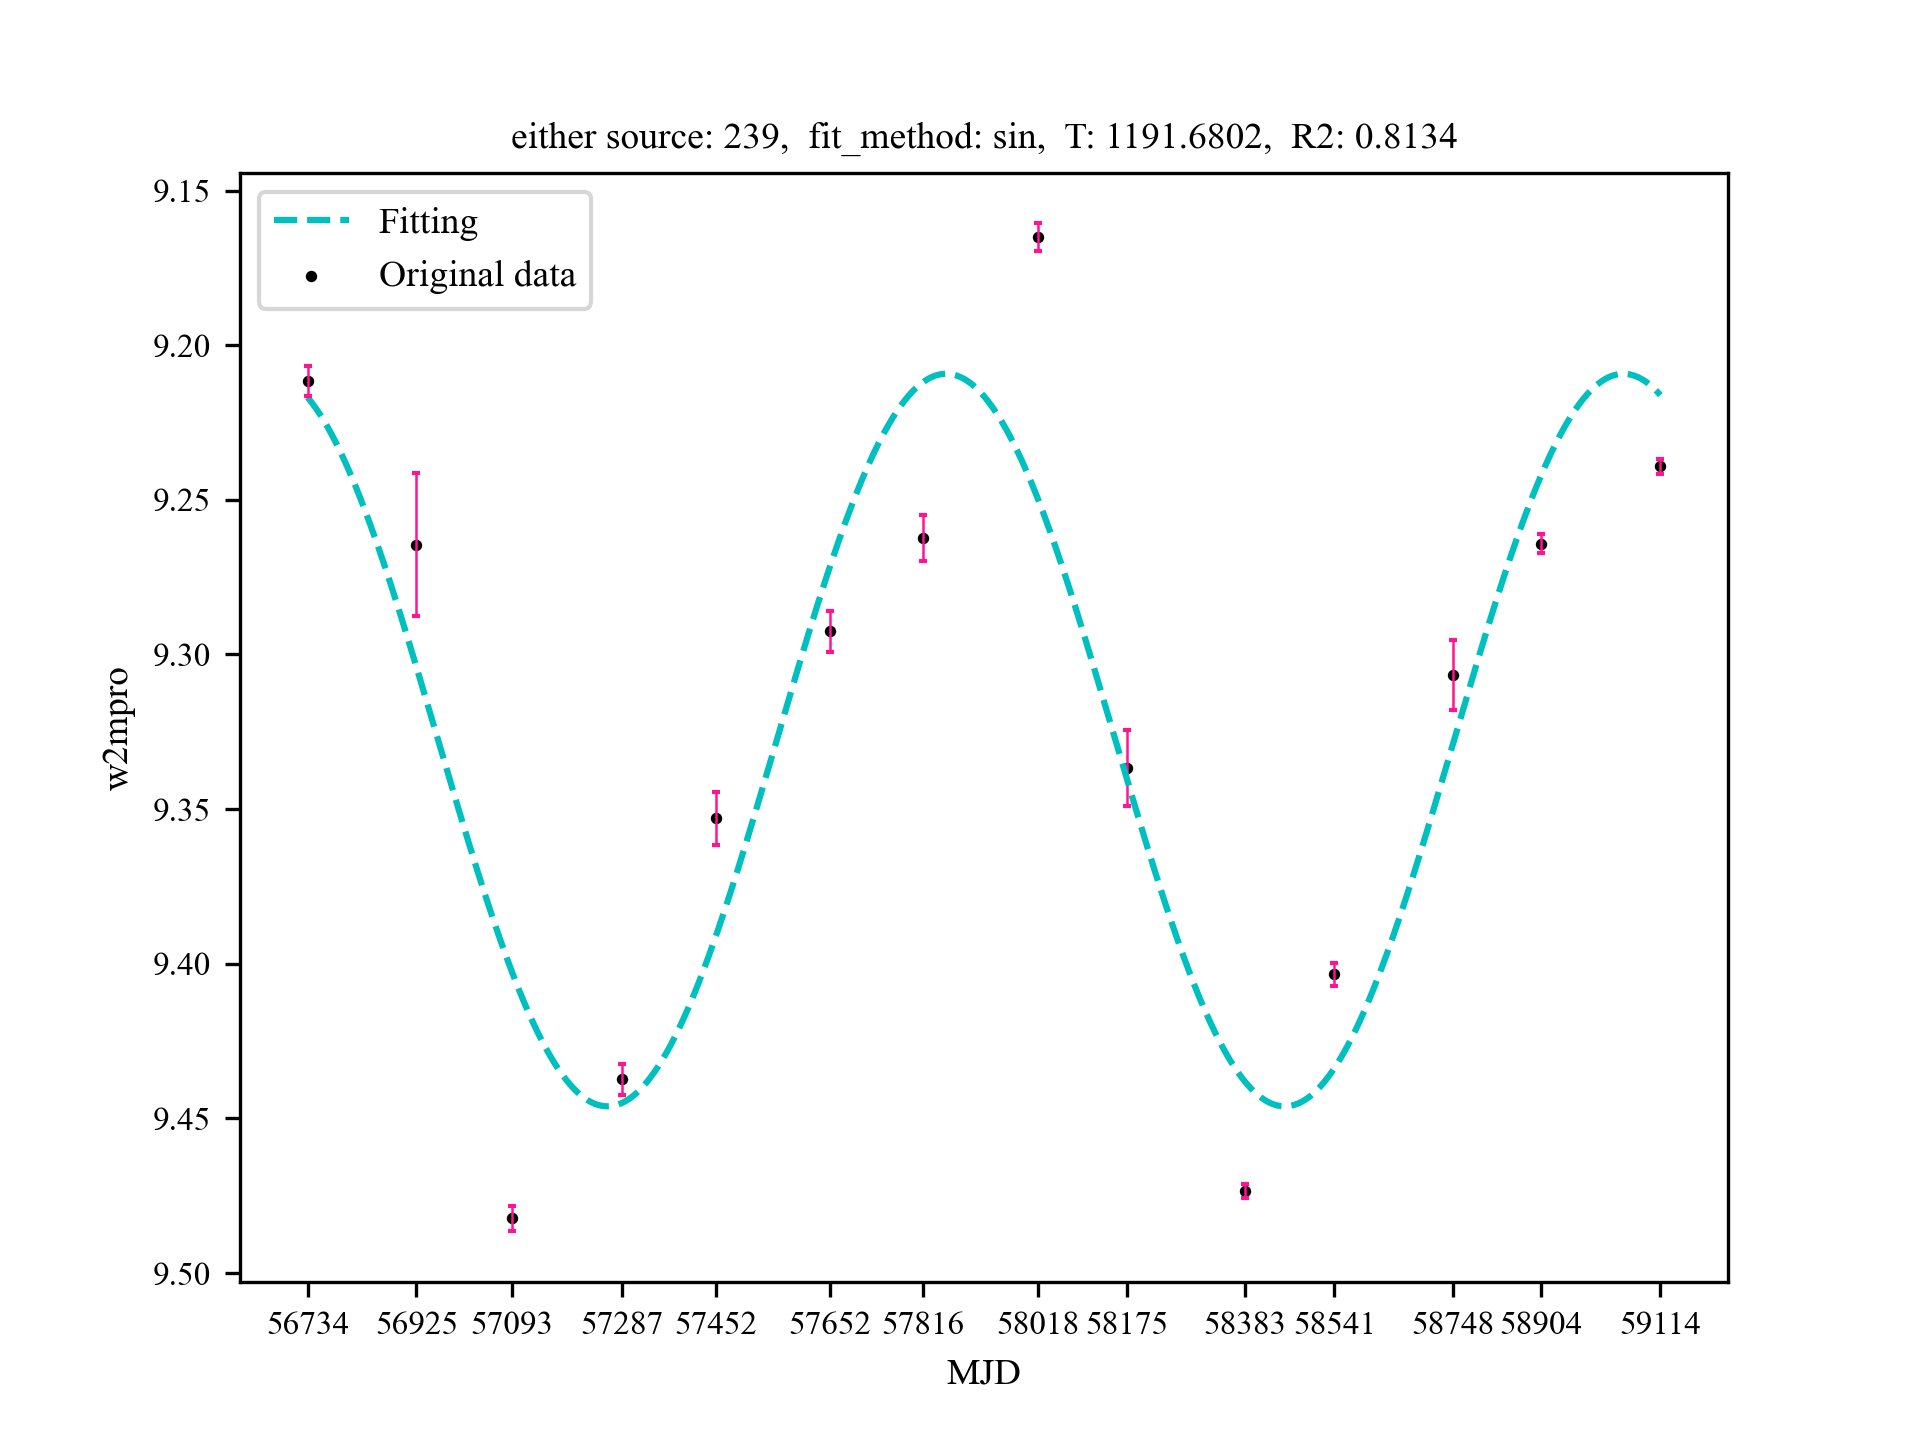 either source: 239,  fit_method: sin,  T: 1191.6802,  R2: 0.8134
Fitting
Original data
9.15
9.20
9.25
9.30
9.35
9.40
9.45
9.50
w2mpro
56734 56925 57093 57287 57452 57652 57816 58018 58175 58383 58541 58748 58904 59114
MJD